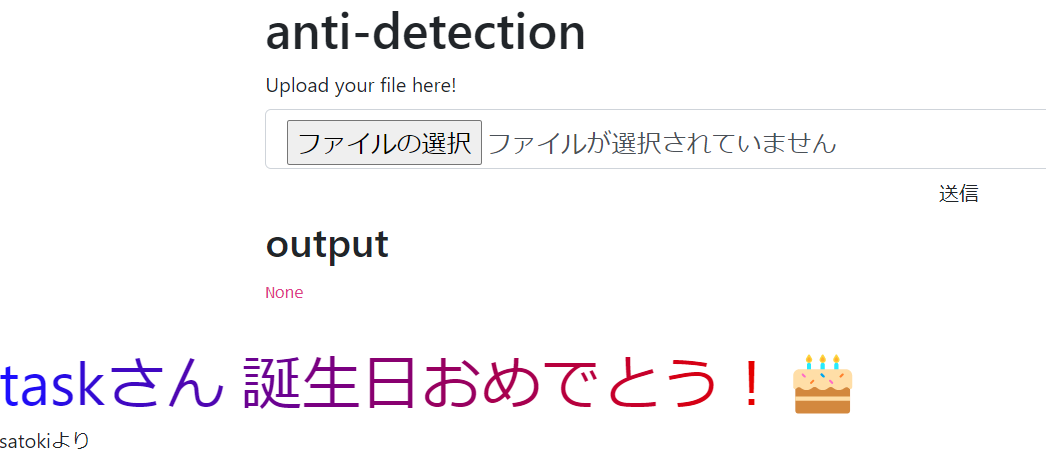 anti-detection
Upload your file here!
ファイルの選択 ファイルが選択されていません
送信
output
None
taskさん 誕生日おめでとう！🎂
satokiより